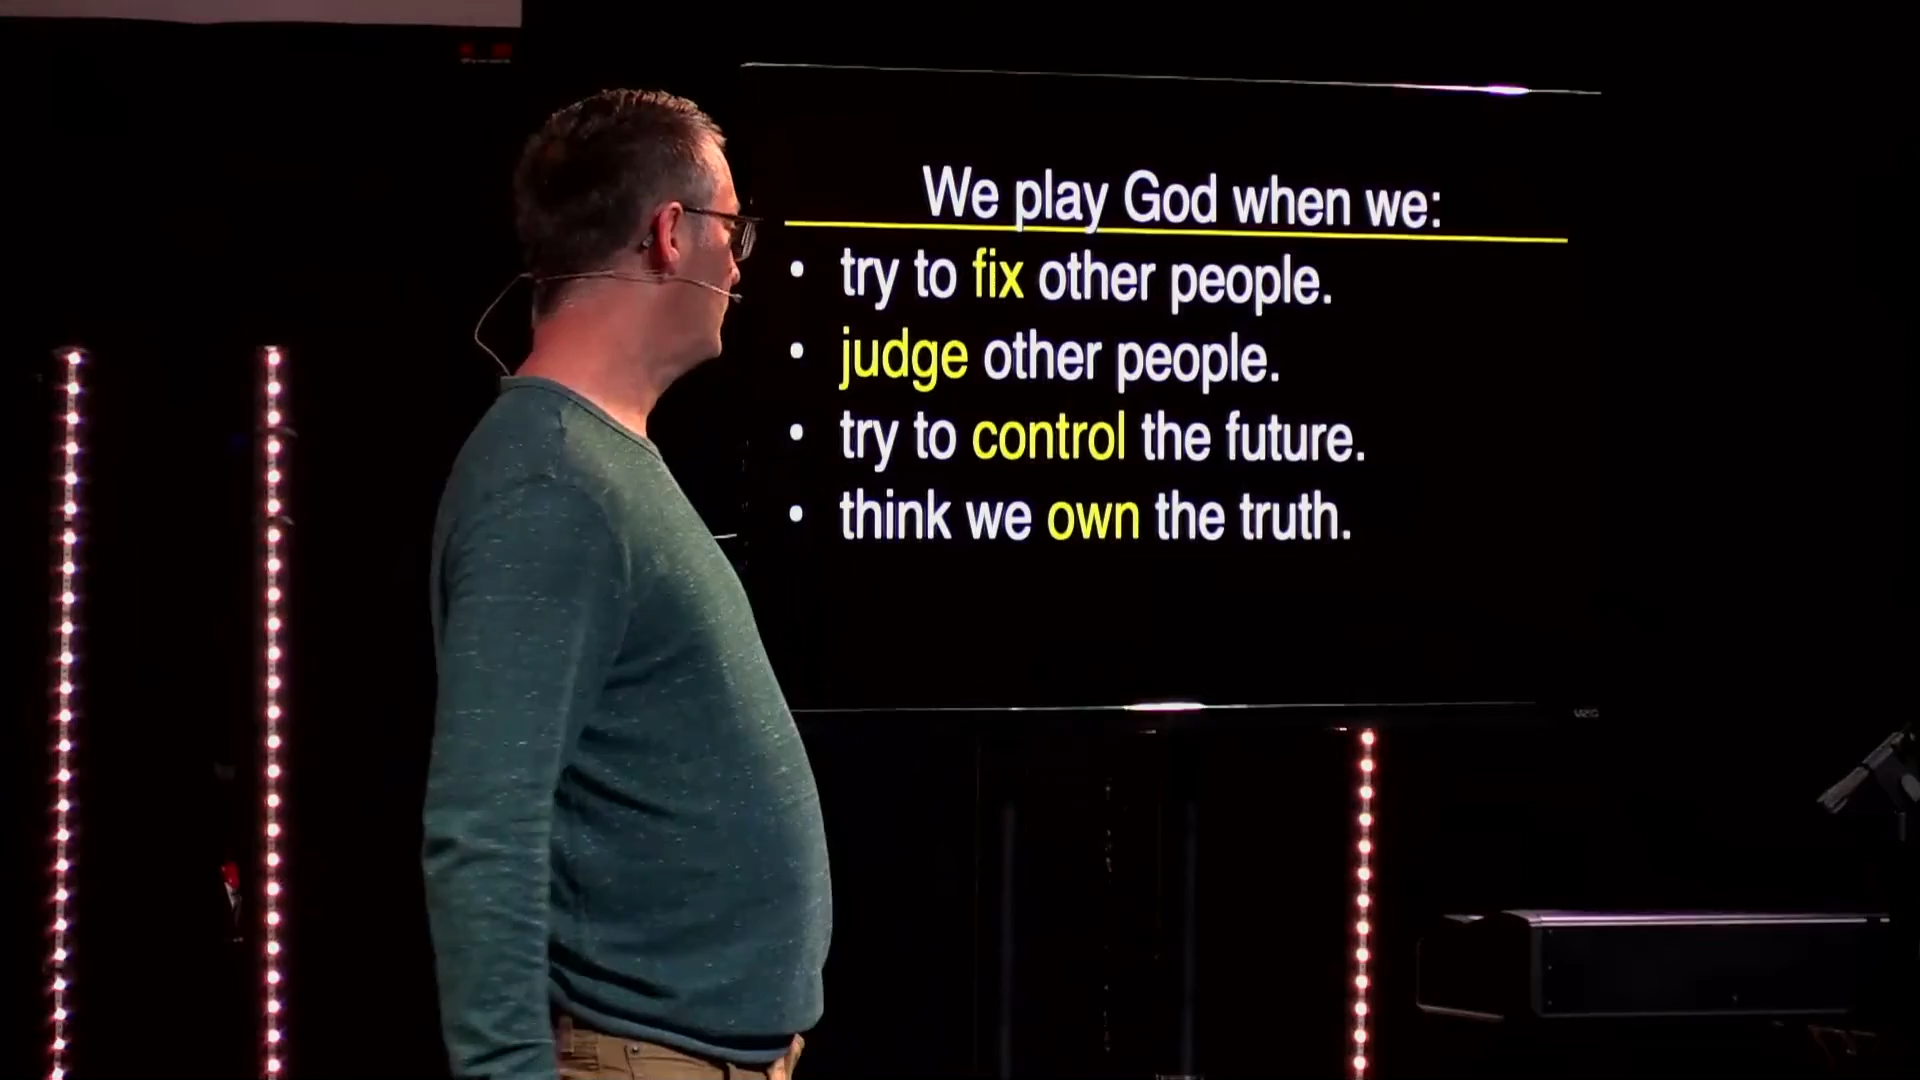 We play God when we:
• try to fix other people.
• judge other people.
• try to control the future.
• think we own the truth.